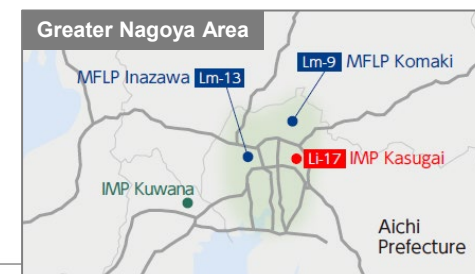 Greater Nagoya Area
Lm-9 MFLP Komaki
MFLP Inazawa Lm-13
Li-17 IMP Kasugai
IMP Kuwana
Aichi
Prefecture